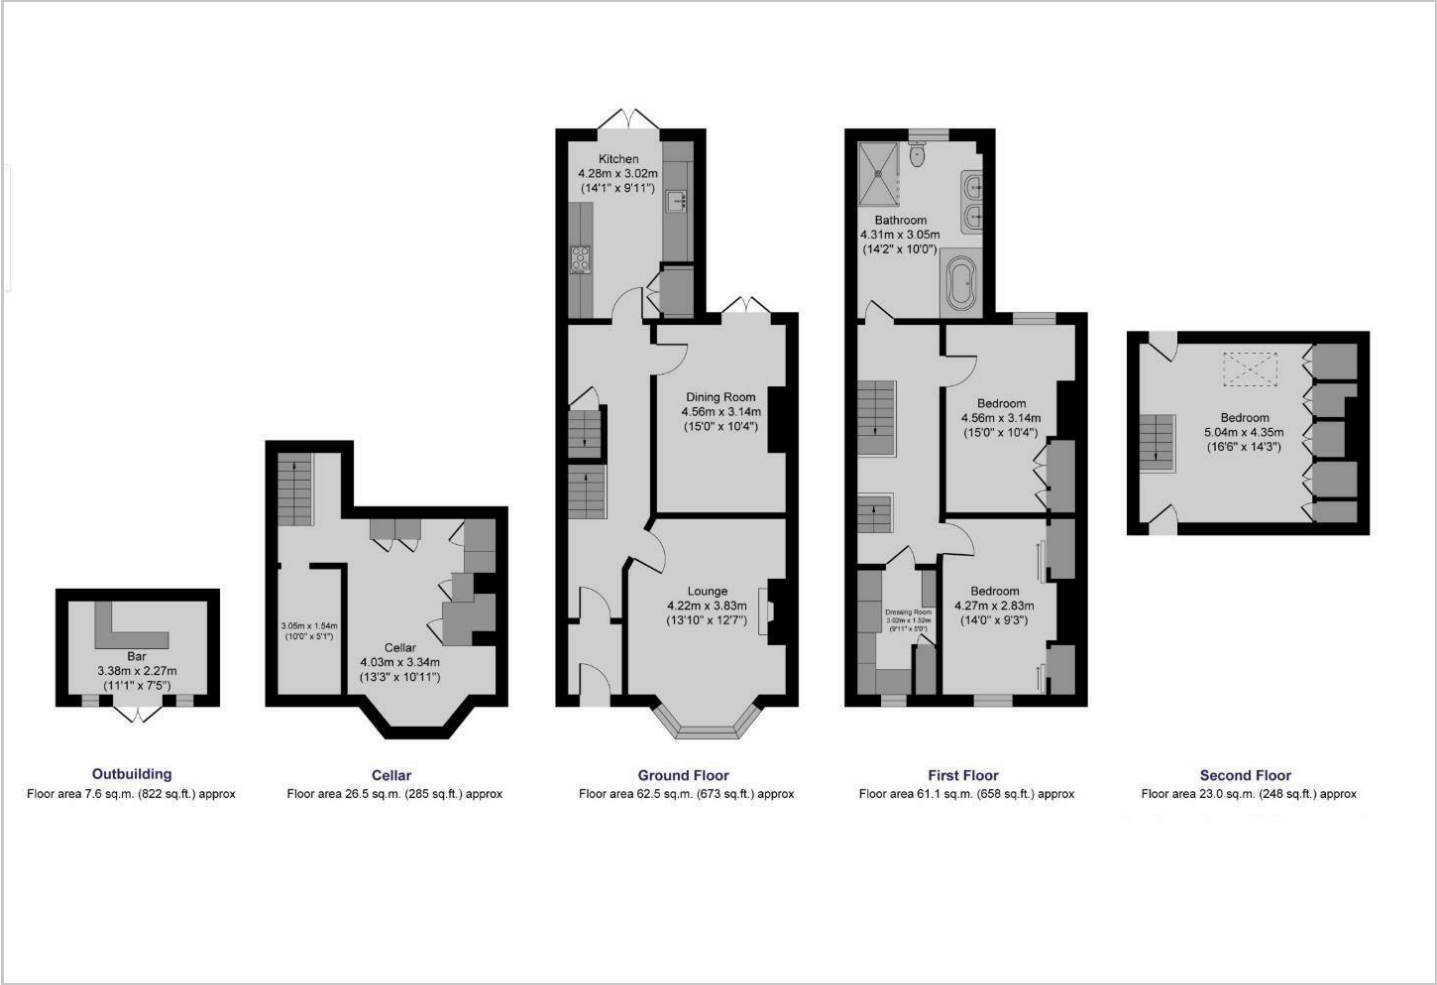 Kitchen
4.28m x 3.02m
(14'1" x 9'11")
Bathroom
4.31m x 3.05m
(14'2" x 10'0")
Dining Room
4.56m x 3.14m
(15'0" x 10'4")
Bedroom
4.56m x 3.14m
(15'0" x 10'4")
Bedroom
5.04m x 4.35m
(16'6" x 14'3")
Bar
3.38m x 2.27m
(11'1" x 7'5")
3.05m x 1.54m
(10'0" x 5'1")
Cellar
4.03m x 3.34m
(13'3" x 10'11")
Lounge
4.22m x 3.83m
(13'10" x 12'7")
Dressing Room
3.02m x 1.52m
(9'11" x 5'0")
Bedroom
4.27m x 2.83m
(14'0" x 9'3")
Outbuilding
Floor area 7.6 sq.m. (822 sq.ft.) approx
Cellar
Floor area 26.5 sq.m. (285 sq.ft.) approx
Ground Floor
Floor area 62.5 sq.m. (673 sq.ft.) approx
First Floor
Floor area 61.1 sq.m. (658 sq.ft.) approx
Second Floor
Floor area 23.0 sq.m. (248 sq.ft.) approx